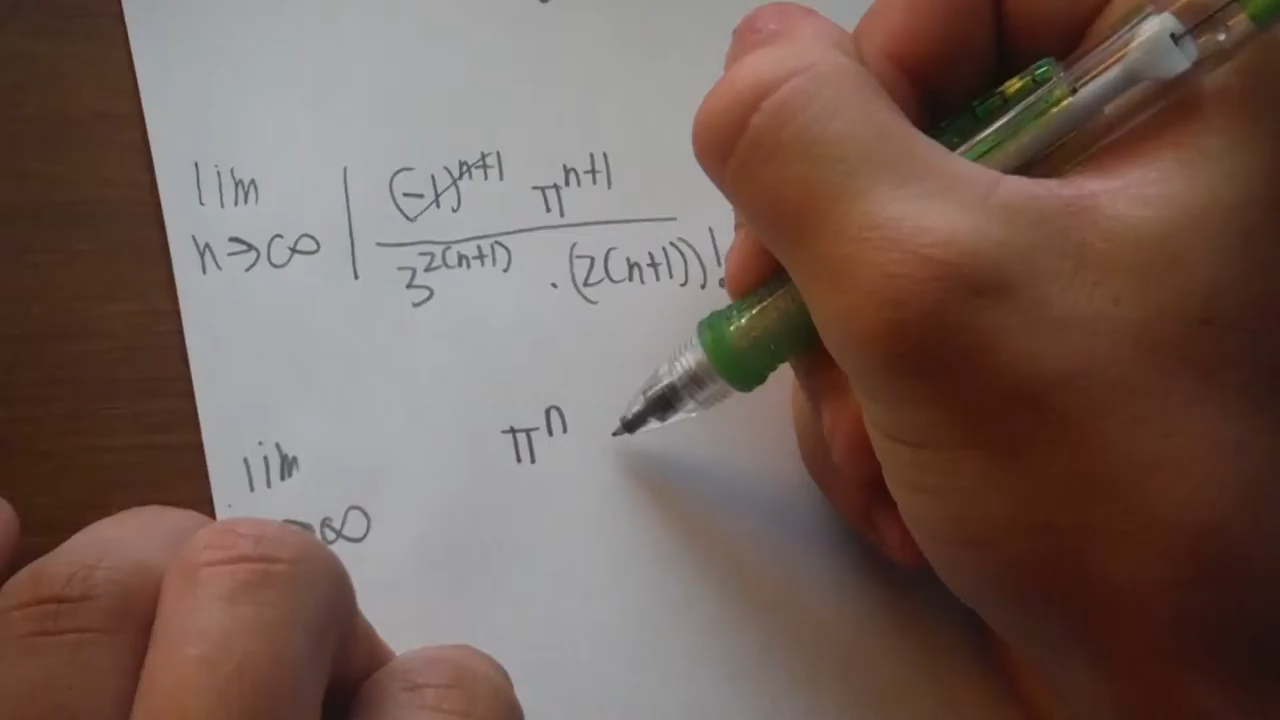 lim n→∞ | (-1)^{n+1} π^{n+1} / 3^{2(n+1)} · (2(n+1))!
lim →∞ π^n